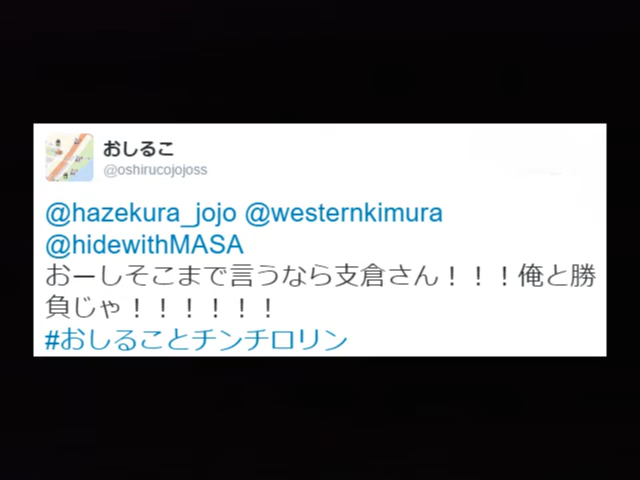 おしるこ
@oshirucojojoss
@hazekura_jojo @westernkimura
@hidewithMASA
おーしそこまで言うなら支倉さん！！！俺と勝
負じゃ！！！！！！
#おしることチンチロリン